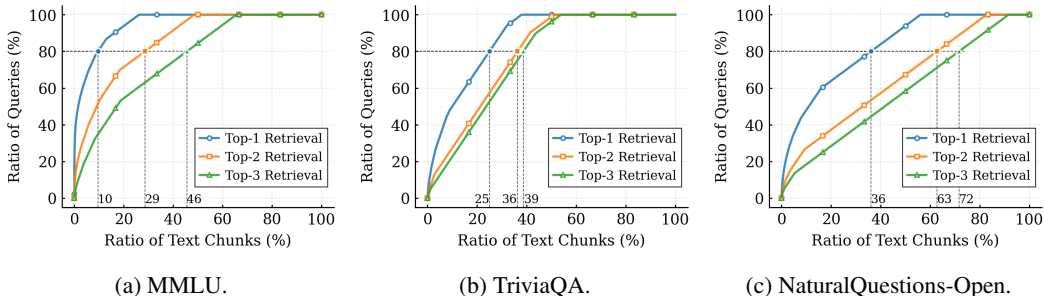 Ratio of Queries (%)
100
80
60
40
20
0
10
29
46
Top-1 Retrieval
Top-2 Retrieval
Top-3 Retrieval
0
20
40
60
80
100
Ratio of Text Chunks (%)
(a) MMLU.
Ratio of Queries (%)
100
80
60
40
20
0
25
36
39
Top-1 Retrieval
Top-2 Retrieval
Top-3 Retrieval
0
20
40
60
80
100
Ratio of Text Chunks (%)
(b) TriviaQA.
Ratio of Queries (%)
100
80
60
40
20
0
36
63
72
Top-1 Retrieval
Top-2 Retrieval
Top-3 Retrieval
0
20
40
60
80
100
Ratio of Text Chunks (%)
(c) NaturalQuestions-Open.